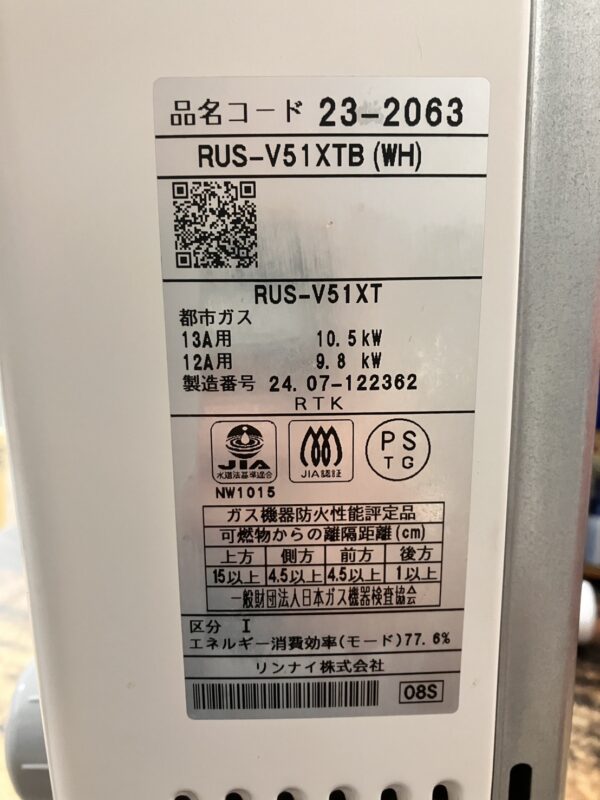 品名コード 23-2063
RUS-V51XTB(WH)
RUS-V51XT
都市ガス
13A用 10.5kW
12A用 9.8 kW
製造番号 24.07-122362
RTK
JIA
水道法基準適合
NW1015
JIA認証
PS
TG
ガス機器防火性能評定品
可燃物からの離隔距離(cm)
上方 側方 前方 後方
15以上 4.5以上 4.5以上 1以上
一般財団法人日本ガス機器検査協会
区分 I
エネルギー消費効率(モード)77.6%
リンナイ株式会社
08S